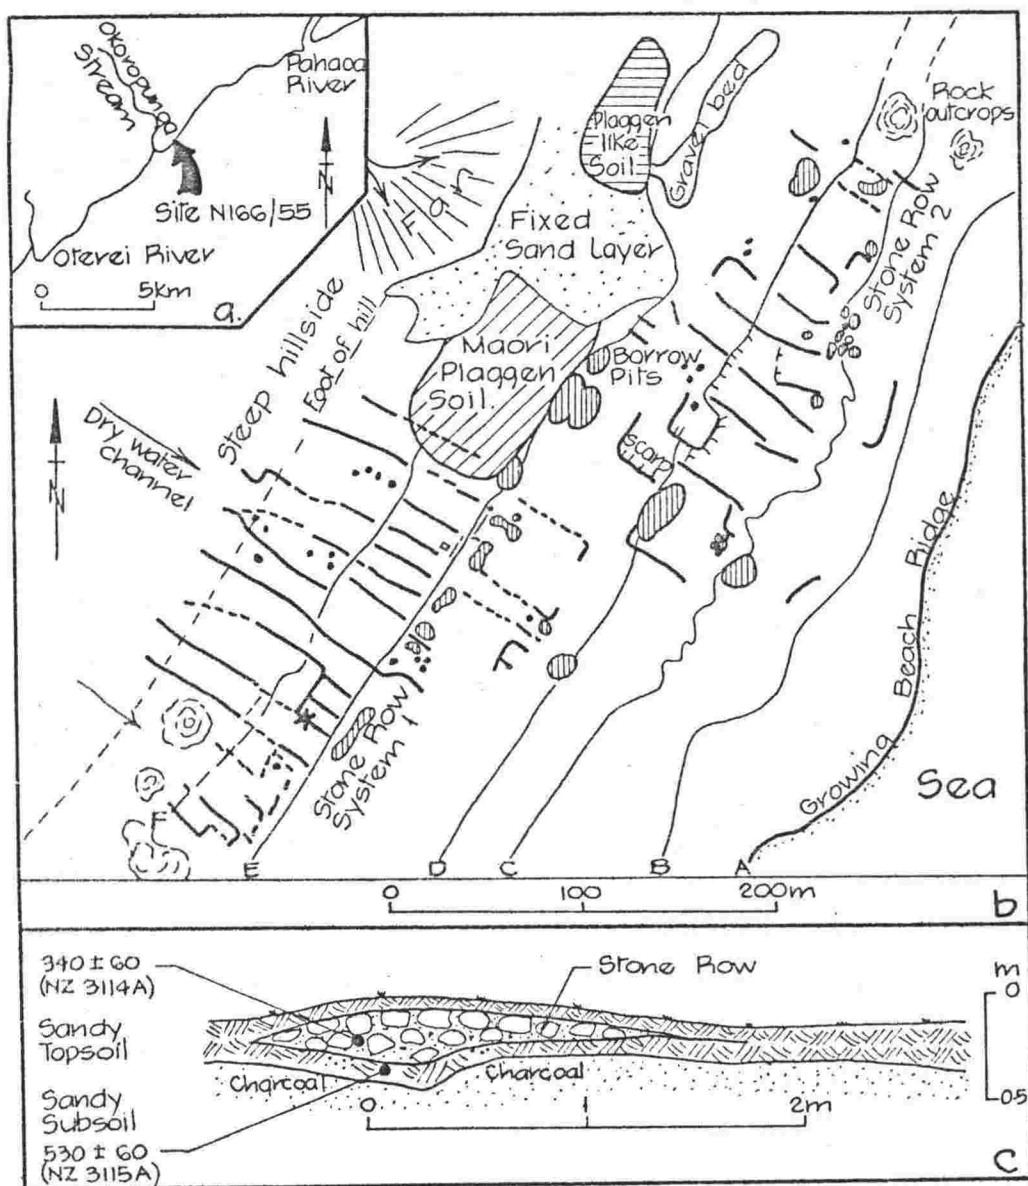 Okoropunga
Stream
Pahaoa
River
N
Site N166/55
Oterei River
0 5km
a.
Fan
Plaggen
like
Soil
Gravel bed
Rock
outcrops
Fixed
Sand Layer
Stone Row
System 2
Steep hillside
Foot of hill
Maori
Plaggen
Soil.
Borrow
Pits
Scarp
Dry water
channel
N
Stone Row
System 1
Growing Beach Ridge
Sea
F
E D C B A
0 100 200m
b
340 ± 60
(NZ 3114A)
Stone Row
m
0
Sandy
Topsoil
Charcoal Charcoal
Sandy
Subsoil
0.5
0 1 2m
530 ± 60
(NZ 3115A)
c